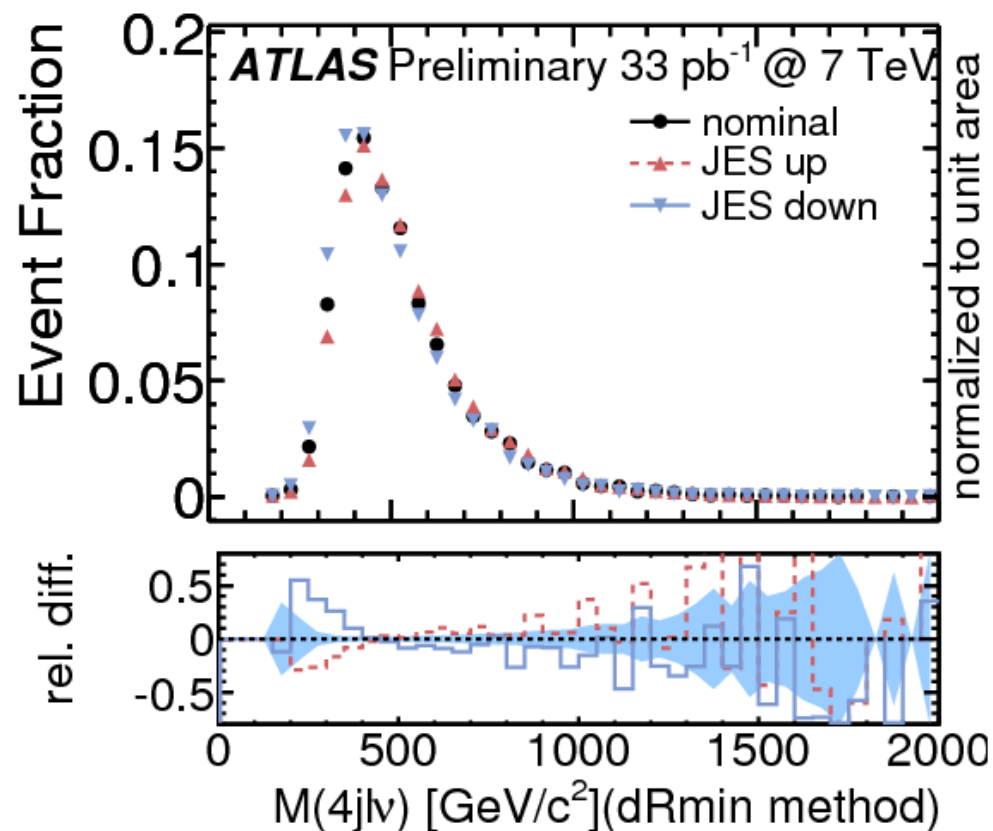 ATLAS Preliminary 33 pb-1 @ 7 TeV
nominal
JES up
JES down
Event Fraction
normalized to unit area
0.2
0.15
0.1
0.05
0
rel. diff.
0.5
0
-0.5
0 500 1000 1500 2000
M(4jlν) [GeV/c2](dRmin method)